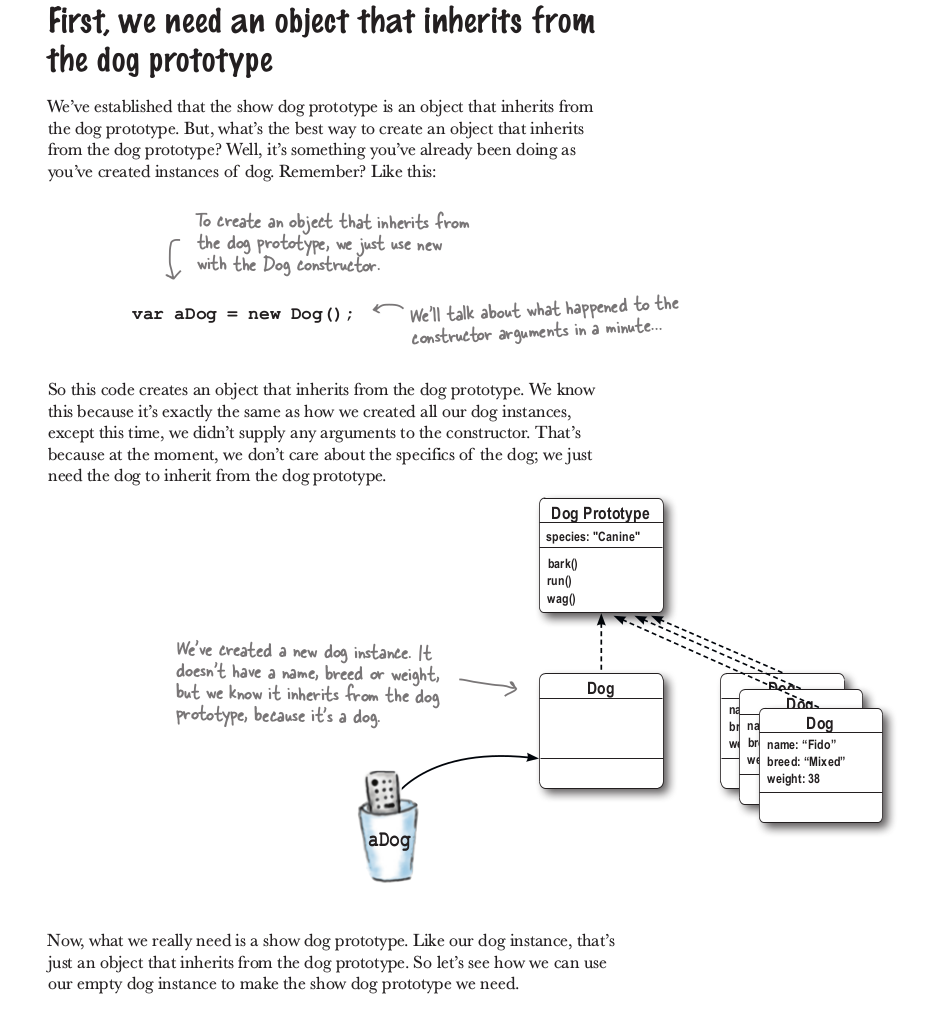 First, we need an object that inherits from
the dog prototype
We've established that the show dog prototype is an object that inherits from
the dog prototype. But, what's the best way to create an object that inherits
from the dog prototype? Well, it's something you've already been doing as
you've created instances of dog. Remember? Like this:
To create an object that inherits from
the dog prototype, we just use new
with the Dog constructor.
var aDog = new Dog();
We'll talk about what happened to the
constructor arguments in a minute...
So this code creates an object that inherits from the dog prototype. We know
this because it's exactly the same as how we created all our dog instances,
except this time, we didn't supply any arguments to the constructor. That's
because at the moment, we don't care about the specifics of the dog; we just
need the dog to inherit from the dog prototype.
Dog Prototype
species: "Canine"
bark()
run()
wag()
We've created a new dog instance. It
doesn't have a name, breed or weight,
but we know it inherits from the dog
prototype, because it's a dog.
Dog
Dog
na
br
w
Dog
na
br
we
Dog
name: “Fido”
breed: “Mixed”
weight: 38
aDog
Now, what we really need is a show dog prototype. Like our dog instance, that's
just an object that inherits from the dog prototype. So let's see how we can use
our empty dog instance to make the show dog prototype we need.